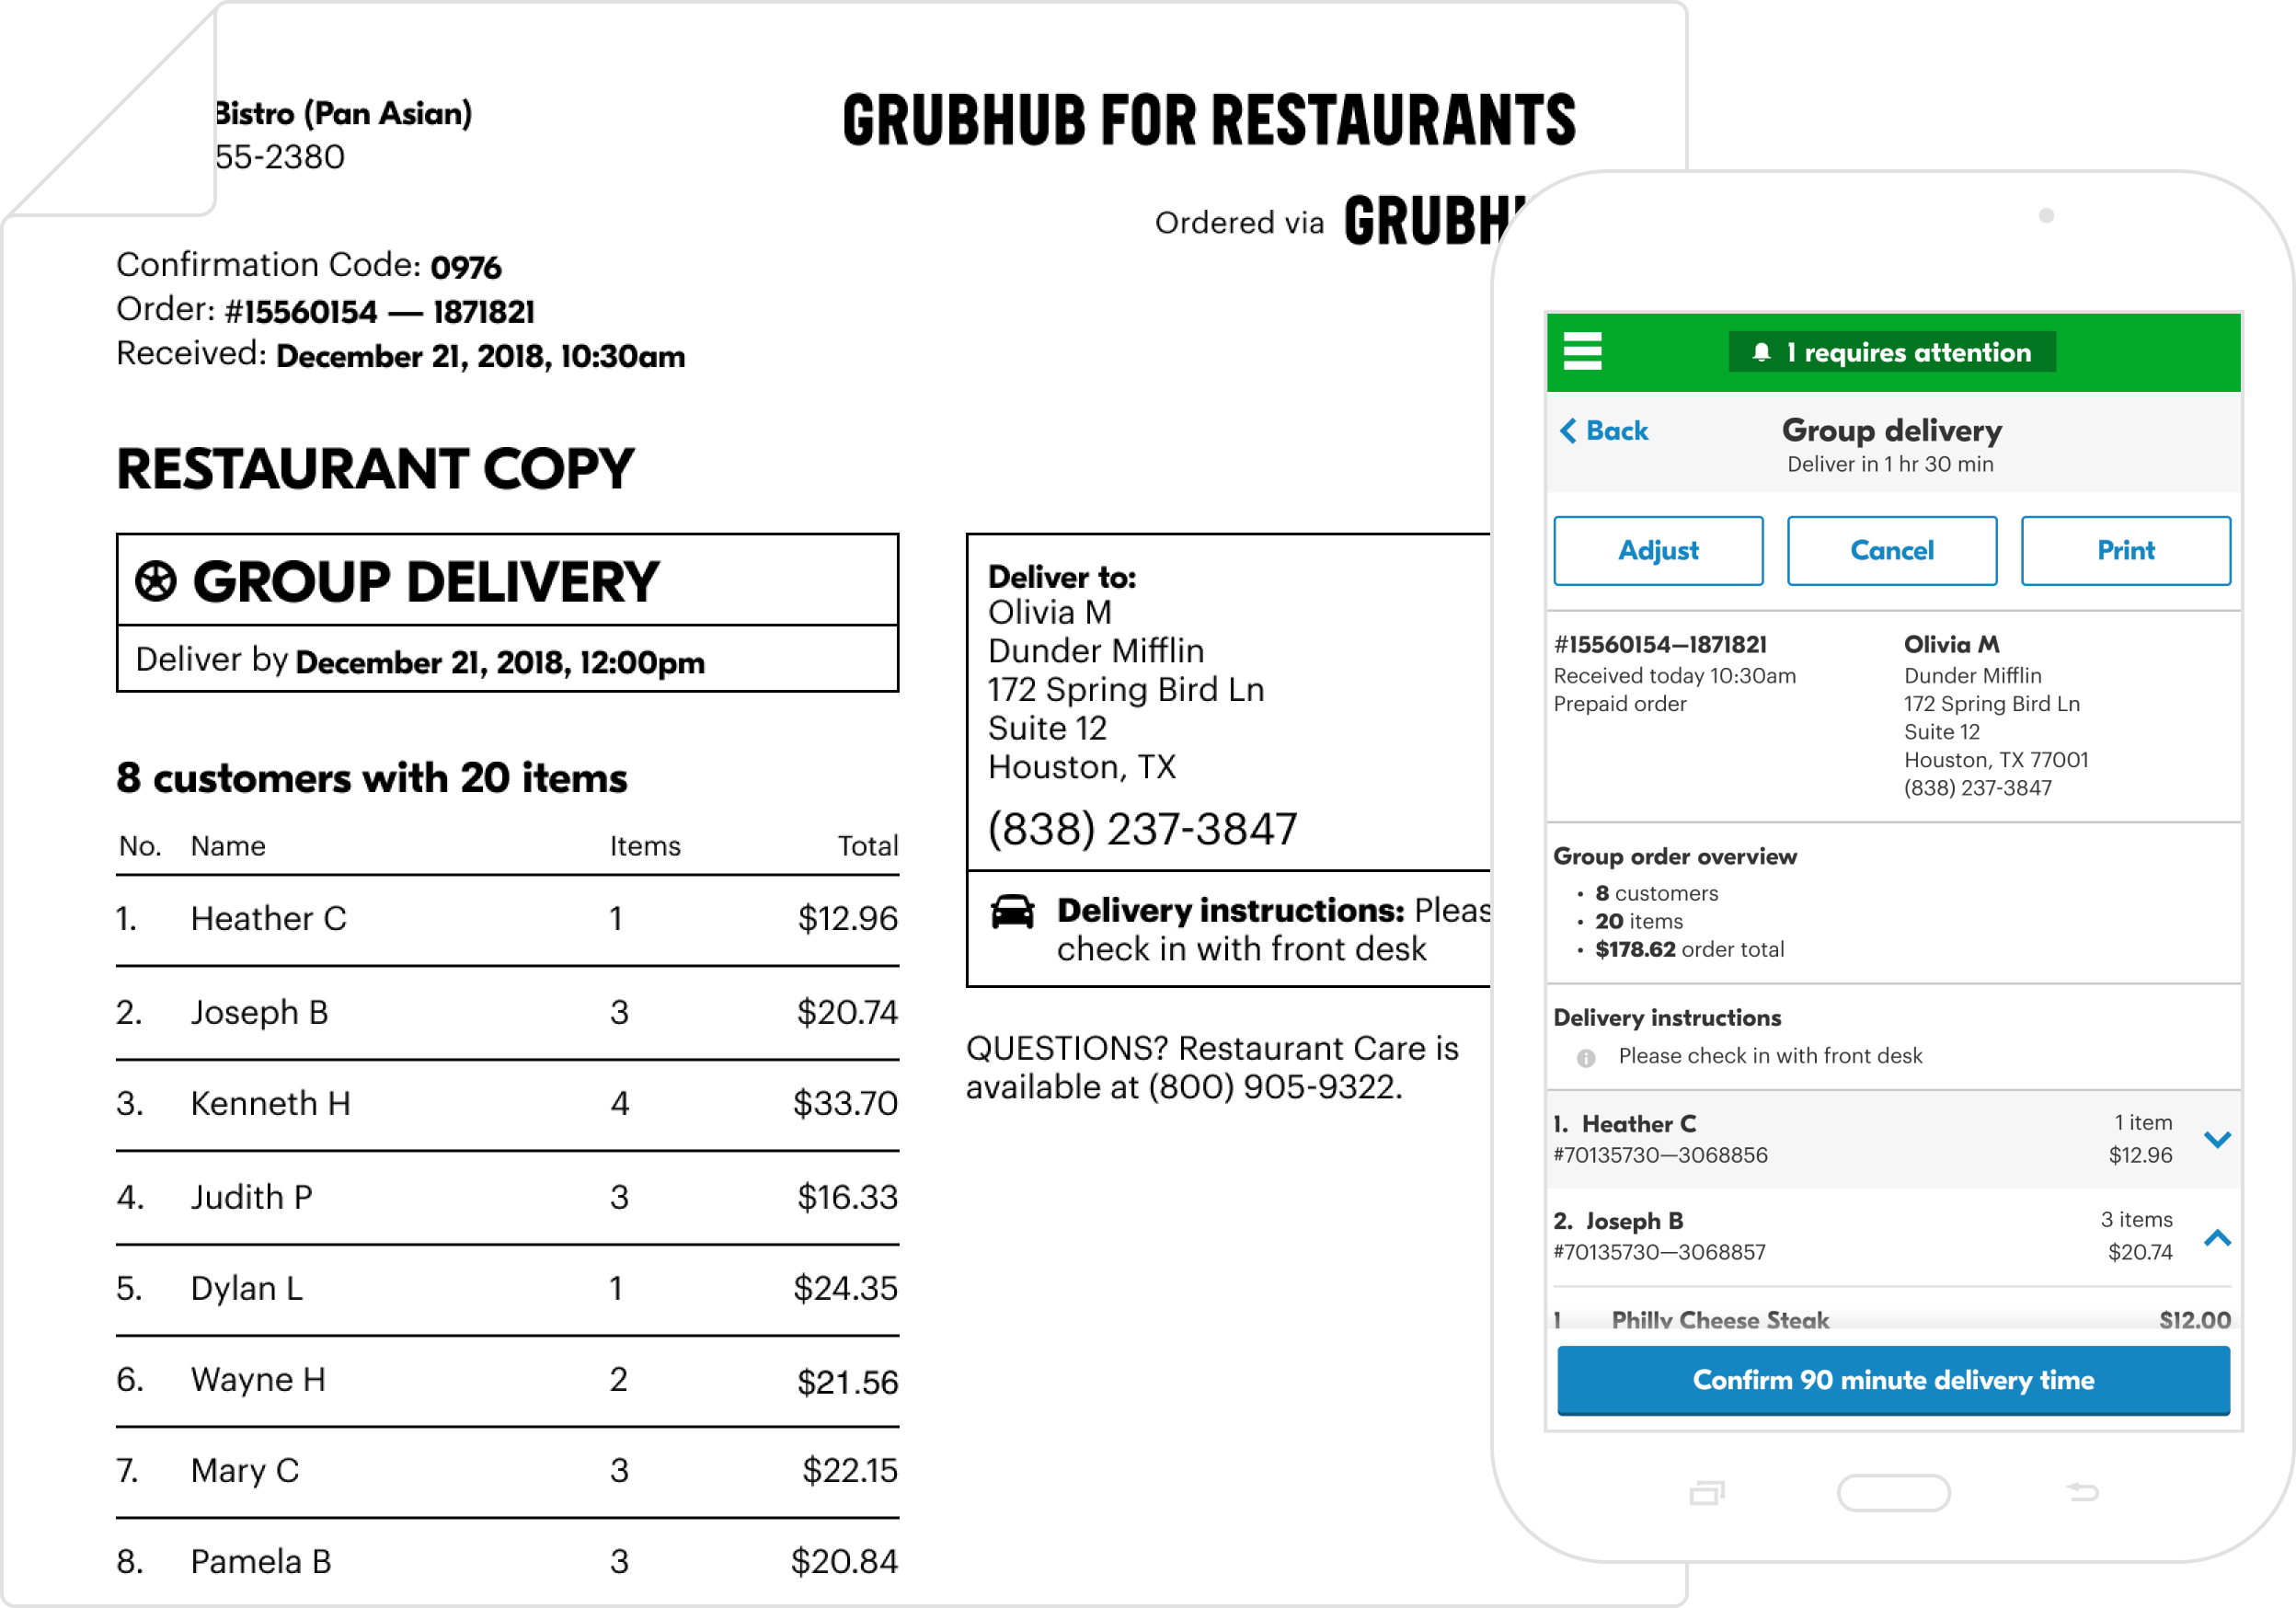 Bistro (Pan Asian)
55-2380
GRUBHUB FOR RESTAURANTS
Ordered via
Confirmation Code: 0976
Order: #15560154 — 1871821
Received: December 21, 2018, 10:30am
RESTAURANT COPY
GROUP DELIVERY
Deliver by December 21, 2018, 12:00pm
8 customers with 20 items
No. Name Items Total
1. Heather C 1 $12.96
2. Joseph B 3 $20.74
3. Kenneth H 4 $33.70
4. Judith P 3 $16.33
5. Dylan L 1 $24.35
6. Wayne H 2 $21.56
7. Mary C 3 $22.15
8. Pamela B 3 $20.84
Deliver to:
Olivia M
Dunder Mifflin
172 Spring Bird Ln
Suite 12
Houston, TX
(838) 237-3847
Delivery instructions: Pleas
check in with front desk
QUESTIONS? Restaurant Care is
available at (800) 905-9322.
1 requires attention
Back
Group delivery
Deliver in 1 hr 30 min
Adjust Cancel Print
#15560154—1871821
Received today 10:30am
Prepaid order
Olivia M
Dunder Mifflin
172 Spring Bird Ln
Suite 12
Houston, TX 77001
(838) 237-3847
Group order overview
• 8 customers
• 20 items
• $178.62 order total
Delivery instructions
Please check in with front desk
1. Heather C 1 item
#70135730—3068856 $12.96
2. Joseph B 3 items
#70135730—3068857 $20.74
1 Philly Cheese Steak $12.00
Confirm 90 minute delivery time